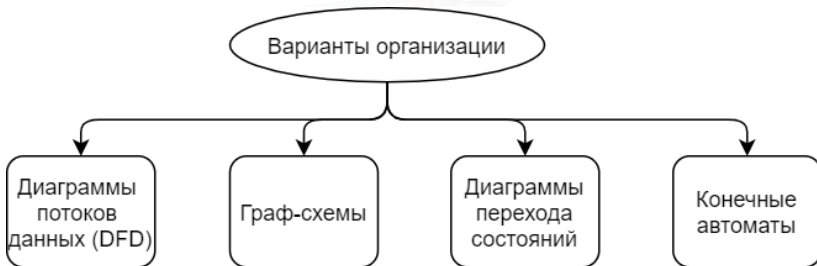 Варианты организации
Диаграммы
потоков
данных (DFD)
Граф-схемы
Диаграммы
перехода
состояний
Конечные
автоматы